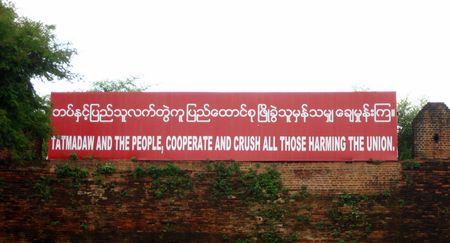 တပ်နှင့်ပြည်သူလက်တွဲကူပြည်ထောင်စုဖြိုခွဲသူမှန်သမျှချေမှုန်းကြ။
TATMADAW AND THE PEOPLE, COOPERATE AND CRUSH ALL THOSE HARMING THE UNION.